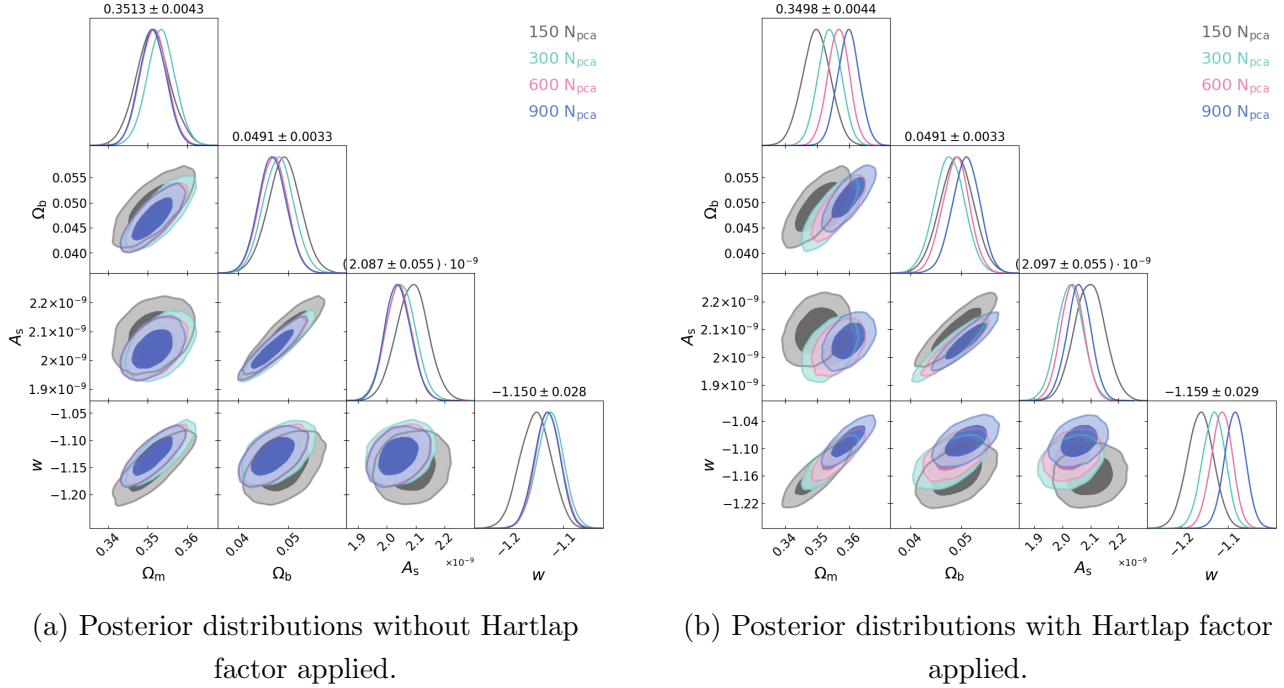 0.3513 ± 0.0043
150 N_pca
300 N_pca
600 N_pca
900 N_pca
0.0491 ± 0.0033
Ω_b
0.055
0.050
0.045
0.040
(2.087 ± 0.055) · 10⁻⁹
A_s
2.2×10⁻⁹
2.1×10⁻⁹
2×10⁻⁹
1.9×10⁻⁹
−1.150 ± 0.028
w
−1.05
−1.10
−1.15
−1.20
0.34 0.35 0.36
0.04 0.05
1.9 2.0 2.1 2.2
×10⁻⁹
−1.2 −1.1
Ω_m Ω_b A_s w
(a) Posterior distributions without Hartlap
factor applied.
0.3498 ± 0.0044
150 N_pca
300 N_pca
600 N_pca
900 N_pca
0.0491 ± 0.0033
Ω_b
0.055
0.050
0.045
0.040
(2.097 ± 0.055) · 10⁻⁹
A_s
2.2×10⁻⁹
2.1×10⁻⁹
2×10⁻⁹
1.9×10⁻⁹
−1.159 ± 0.029
w
−1.04
−1.10
−1.16
−1.22
0.34 0.35 0.36
0.04 0.05
1.9 2.0 2.1 2.2
×10⁻⁹
−1.2 −1.1
Ω_m Ω_b A_s w
(b) Posterior distributions with Hartlap factor
applied.